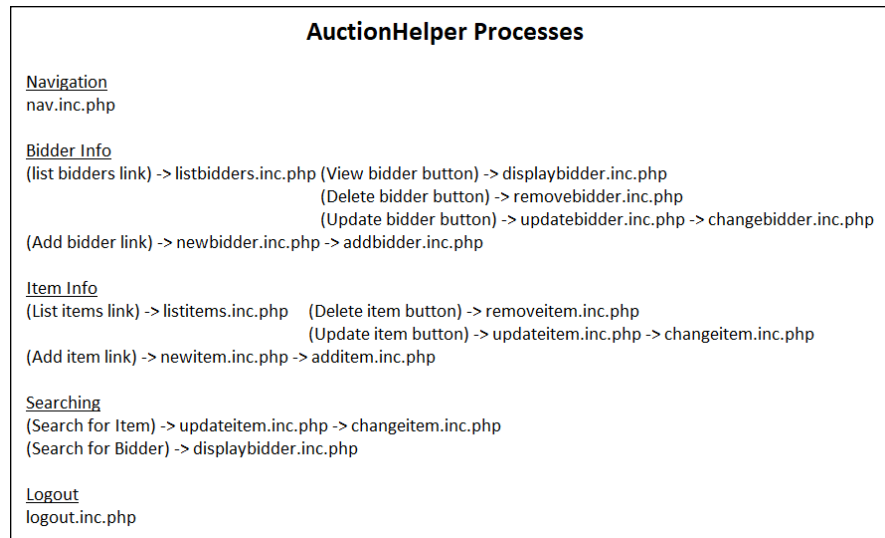 AuctionHelper Processes
Navigation
nav.inc.php
Bidder Info
(list bidders link) -> listbidders.inc.php (View bidder button) -> displaybidder.inc.php
(Delete bidder button) -> removebidder.inc.php
(Update bidder button) -> updatebidder.inc.php -> changebidder.inc.php
(Add bidder link) -> newbidder.inc.php -> addbidder.inc.php
Item Info
(List items link) -> listitems.inc.php (Delete item button) -> removeitem.inc.php
(Update item button) -> updateitem.inc.php -> changeitem.inc.php
(Add item link) -> newitem.inc.php -> additem.inc.php
Searching
(Search for Item) -> updateitem.inc.php -> changeitem.inc.php
(Search for Bidder) -> displaybidder.inc.php
Logout
logout.inc.php